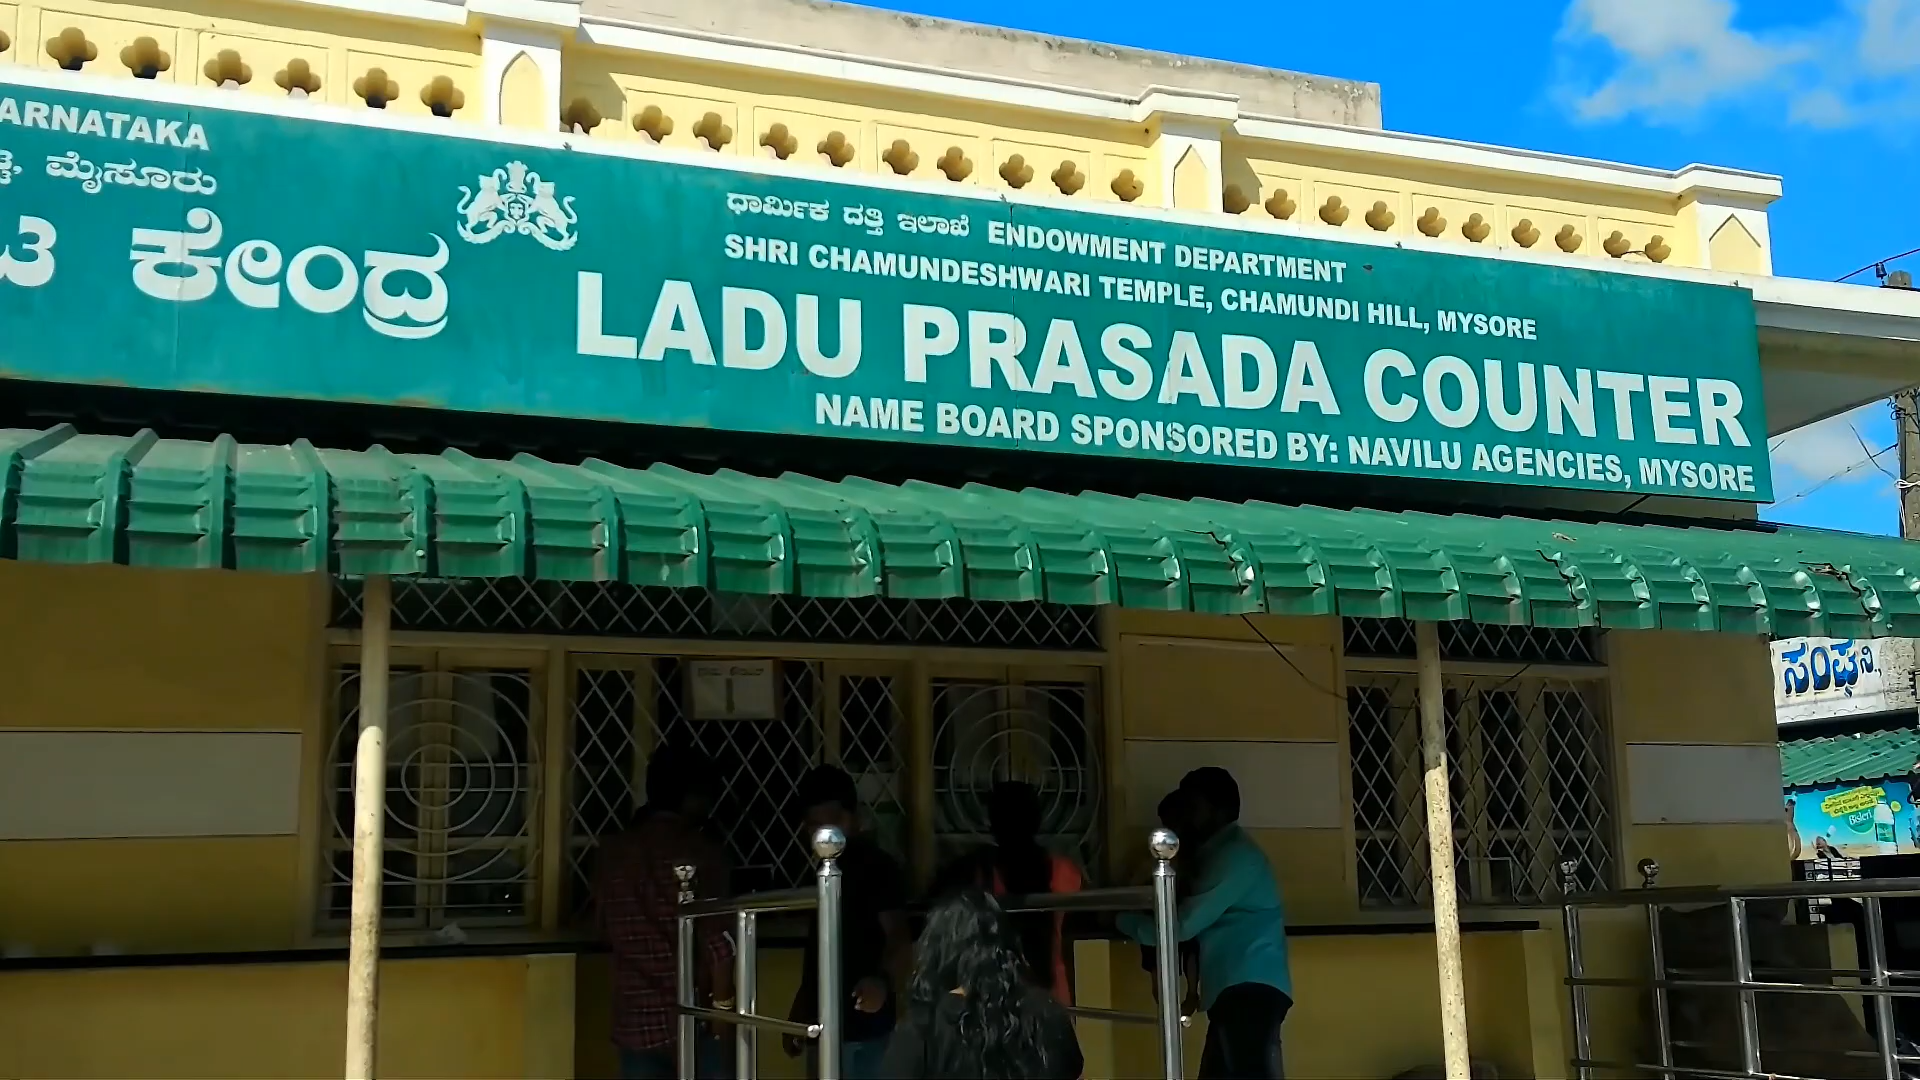 ARNATAKA
ಮೈಸೂರು
ಕೇಂದ್ರ
ಧಾರ್ಮಿಕ ದತ್ತಿ ಇಲಾಖೆ ENDOWMENT DEPARTMENT
SHRI CHAMUNDESHWARI TEMPLE, CHAMUNDI HILL, MYSORE
LADU PRASADA COUNTER
NAME BOARD SPONSORED BY: NAVILU AGENCIES, MYSORE
ಸಂಘ ನಿ.,
Bisleri